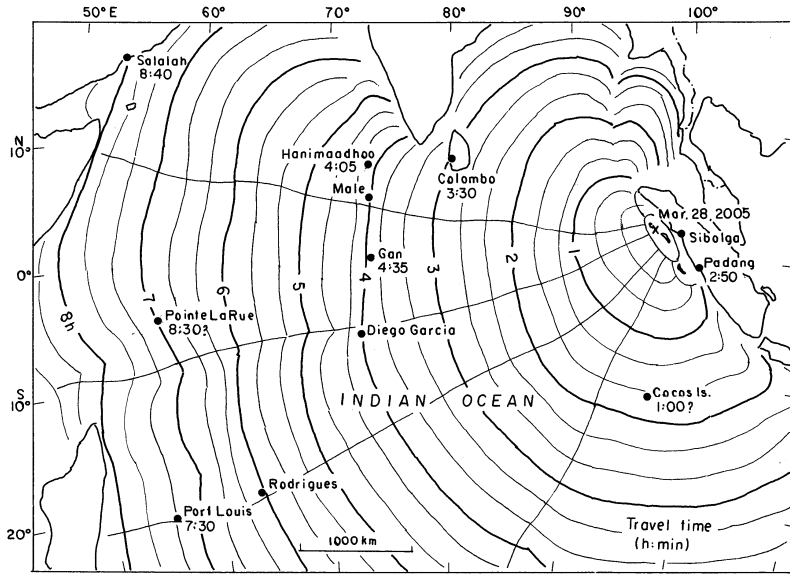 50° E
60°
70°
80°
90°
100°
Salalah
8:40
N
10°
Hanimaadhoo
4:05
Male
Colombo
3:30
Mar. 28, 2005
Sibolga
Gan
4:35
Padang
2:50
0°
1
2
3
4
5
6
7
8h
Pointe LaRue
8:30?
Diego Garcia
INDIAN OCEAN
Cocos Is.
1:00?
S
10°
Rodrigues
Port Louis
7:30
20°
1000 km
Travel time
(h:min)